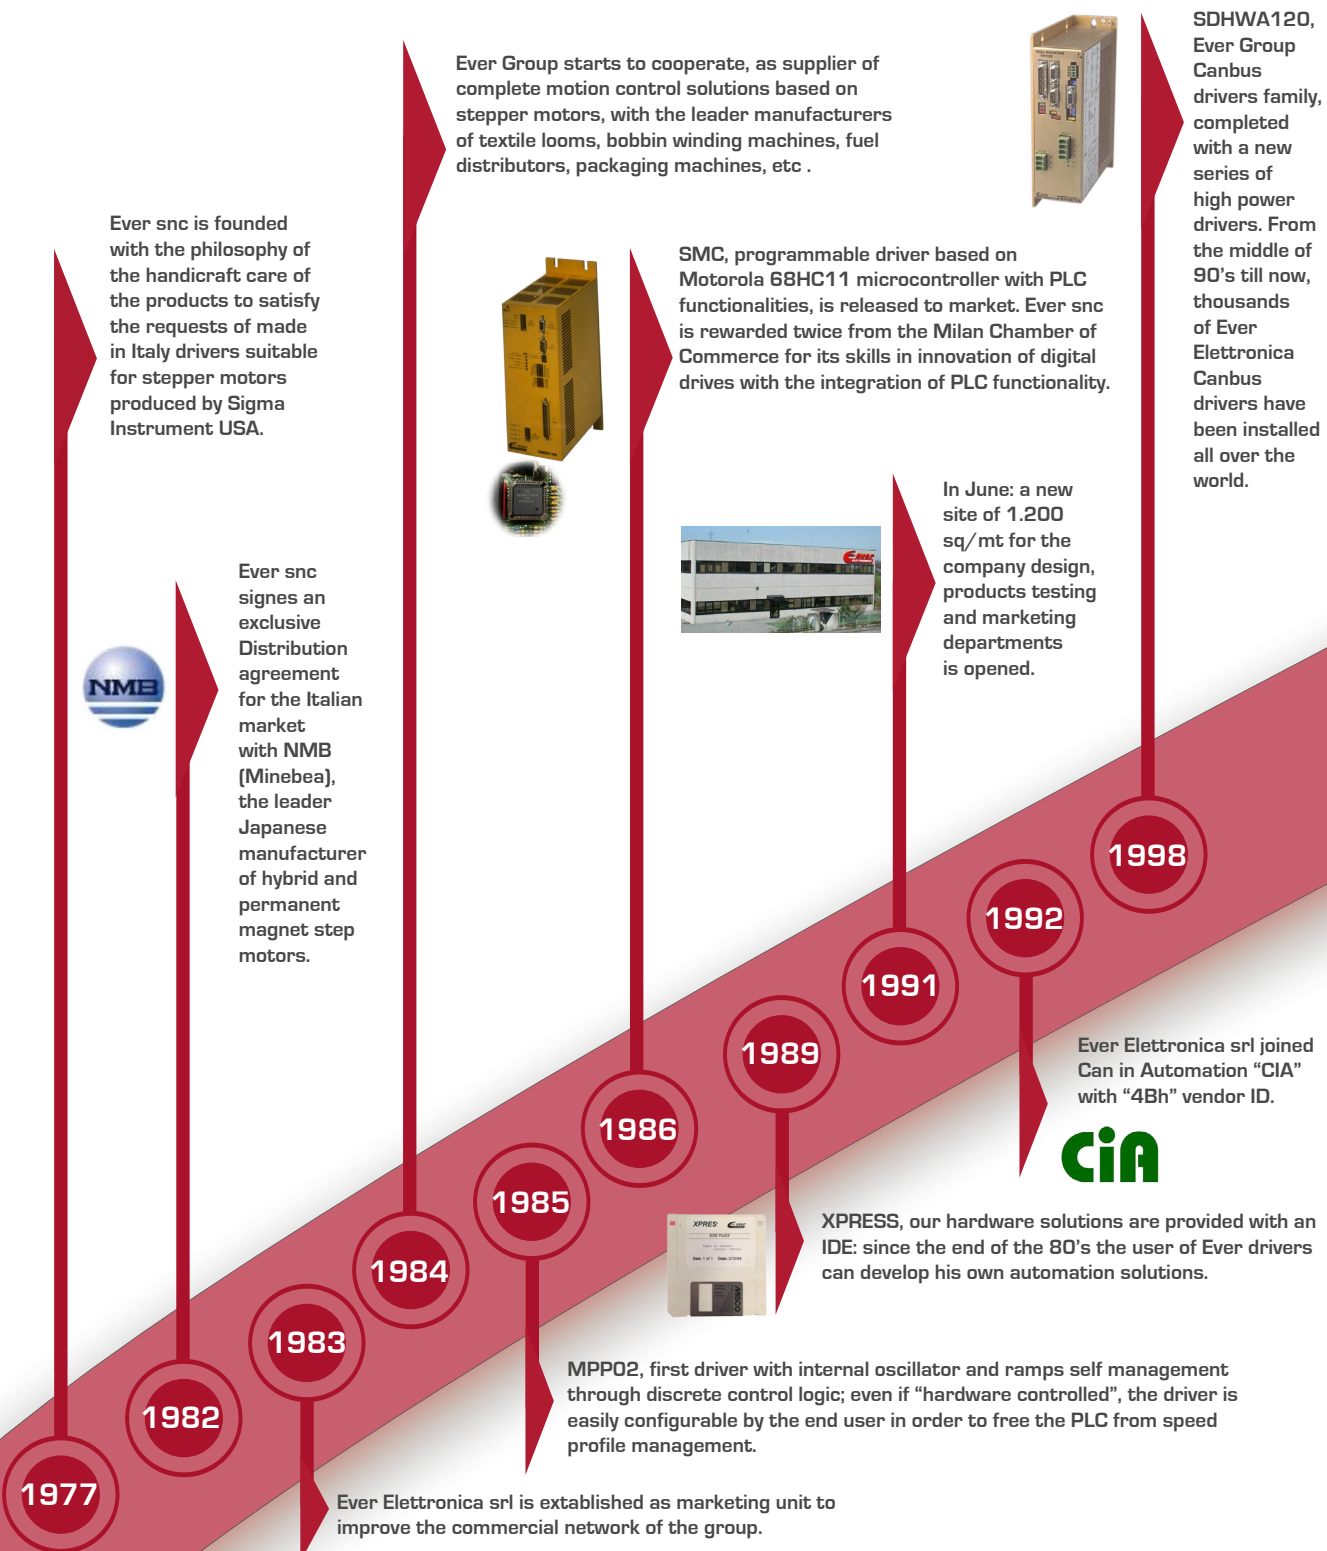 SDHWA120,
Ever Group
Canbus
drivers family,
completed
with a new
series of
high power
drivers. From
the middle of
90's till now,
thousands
of Ever
Elettronica
Canbus
drivers have
been installed
all over the
world.
Ever Group starts to cooperate, as supplier of
complete motion control solutions based on
stepper motors, with the leader manufacturers
of textile looms, bobbin winding machines, fuel
distributors, packaging machines, etc .
Ever snc is founded
with the philosophy of
the handicraft care of
the products to satisfy
the requests of made
in Italy drivers suitable
for stepper motors
produced by Sigma
Instrument USA.
SMC, programmable driver based on
Motorola 68HC11 microcontroller with PLC
functionalities, is released to market. Ever snc
is rewarded twice from the Milan Chamber of
Commerce for its skills in innovation of digital
drives with the integration of PLC functionality.
In June: a new
site of 1.200
sq/mt for the
company design,
products testing
and marketing
departments
is opened.
Ever
NMB
Ever snc
signes an
exclusive
Distribution
agreement
for the Italian
market
with NMB
(Minebea),
the leader
Japanese
manufacturer
of hybrid and
permanent
magnet step
motors.
1998
1992
1991
1989
1986
1985
1984
1983
1982
1977
Ever Elettronica srl joined
Can in Automation “CIA”
with “4Bh” vendor ID.
CiA
XPRES Ever
EXE FILES
MISCO
XPRESS, our hardware solutions are provided with an
IDE: since the end of the 80's the user of Ever drivers
can develop his own automation solutions.
MPP02, first driver with internal oscillator and ramps self management
through discrete control logic; even if “hardware controlled”, the driver is
easily configurable by the end user in order to free the PLC from speed
profile management.
Ever Elettronica srl is extablished as marketing unit to
improve the commercial network of the group.